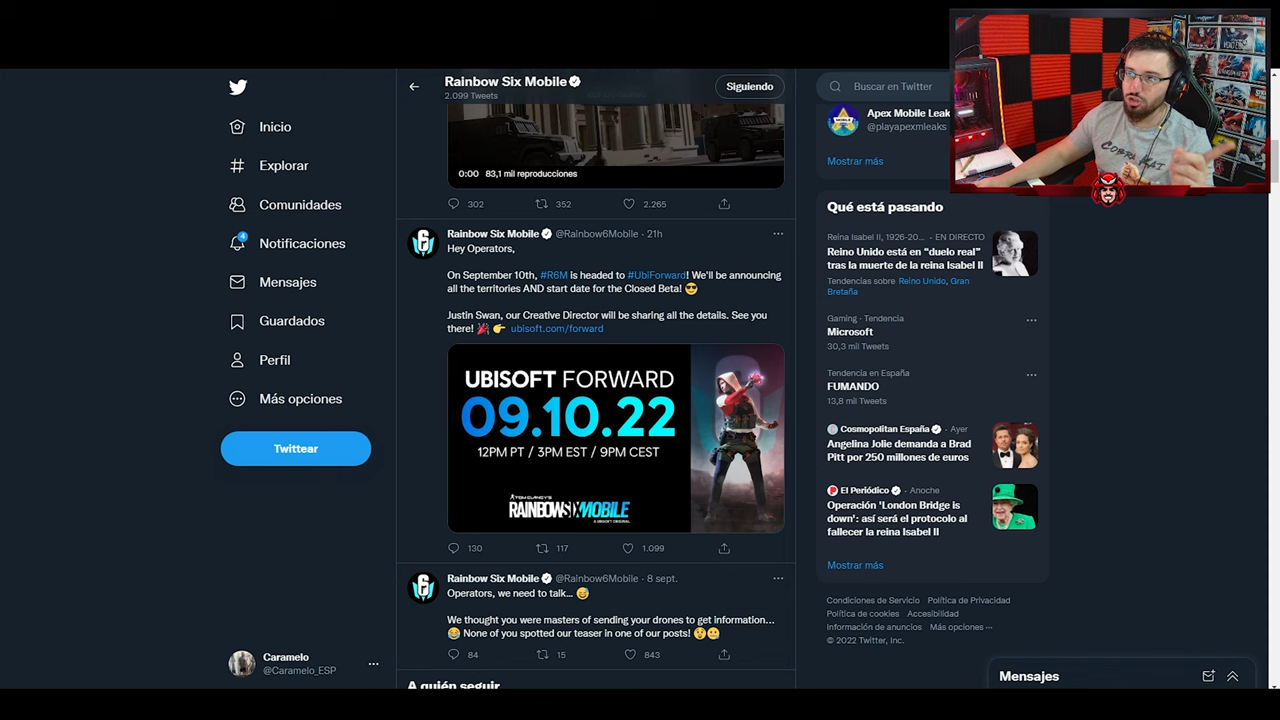 Rainbow Six Mobile
2.099 Tweets
Siguiendo
Inicio
Explorar
Comunidades
4
Notificaciones
Mensajes
Guardados
Perfil
Más opciones
Twittear
Caramelo
@Caramelo_ESP
0:00 83,1 mil reproducciones
302 352 2.265
Rainbow Six Mobile @Rainbow6Mobile · 21h
Hey Operators,
On September 10th, #R6M is headed to #UbiForward! We'll be announcing
all the territories AND start date for the Closed Beta! 😎
Justin Swan, our Creative Director will be sharing all the details. See you
there! 🎉 👉 ubisoft.com/forward
UBISOFT FORWARD
09.10.22
12PM PT / 3PM EST / 9PM CEST
TOM CLANCY'S
RAINBOWSIX MOBILE
A UBISOFT ORIGINAL
130 117 1.099
Rainbow Six Mobile @Rainbow6Mobile · 8 sept.
Operators, we need to talk... 😅
We thought you were masters of sending your drones to get information...
😂 None of you spotted our teaser in one of our posts! 😲🤐
84 15 843
A quién seguir
Buscar en Twitter
Apex Mobile Leak
@playapexmleaks
Mostrar más
Qué está pasando
Reina Isabel II, 1926-20... · EN DIRECTO
Reino Unido está en "duelo real"
tras la muerte de la reina Isabel II
Tendencias sobre Reino Unido, Gran
Bretaña
Gaming · Tendencia
Microsoft
30,3 mil Tweets
Tendencia en España
FUMANDO
13,8 mil Tweets
Cosmopolitan España · Ayer
Angelina Jolie demanda a Brad
Pitt por 250 millones de euros
El Periódico · Anoche
Operación 'London Bridge is
down': así será el protocolo al
fallecer la reina Isabel II
Mostrar más
Condiciones de Servicio Política de Privacidad
Política de cookies Accesibilidad
Información de anuncios Más opciones ···
© 2022 Twitter, Inc.
Mensajes
COBRA KAI